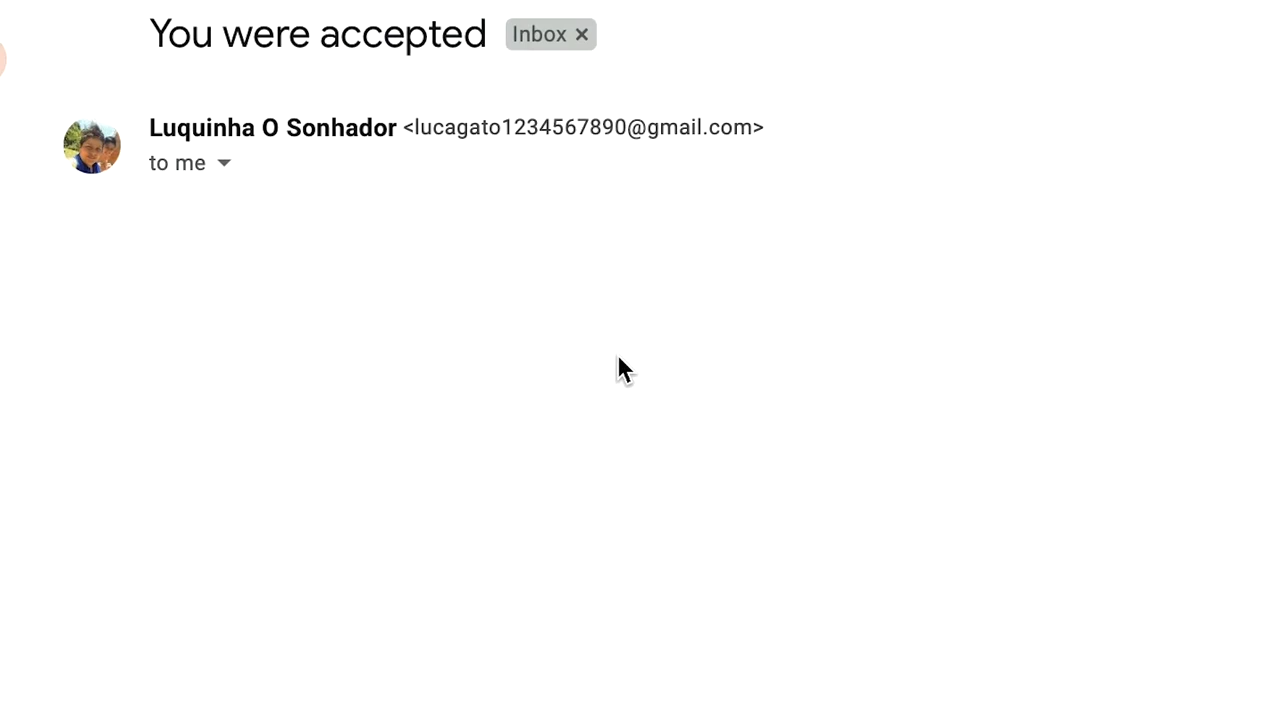 You were accepted Inbox ×
Luquinha O Sonhador <lucagato1234567890@gmail.com>
to me